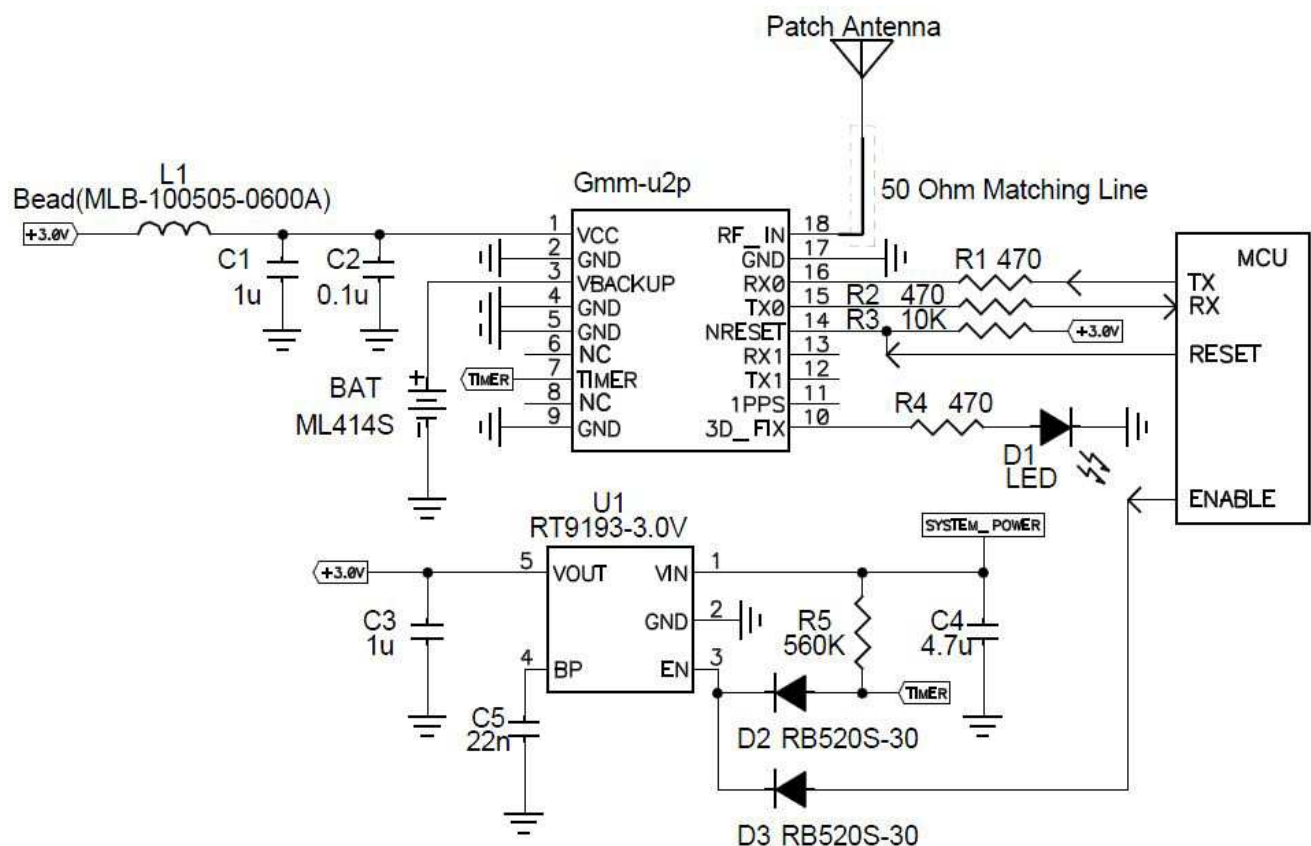 Patch Antenna
L1
Bead(MLB-100505-0600A)
+3.0V
C1
1u
C2
0.1u
Gmm-u2p
50 Ohm Matching Line
1 VCC
2 GND
3 VBACKUP
4 GND
5 GND
6 NC
7 TIMER
8 NC
9 GND
RF_IN 18
GND 17
RX0 16
TX0 15
NRESET 14
RX1 13
TX1 12
1PPS 11
3D_FIX 10
TIMER
BAT
ML414S
R1 470
R2 470
R3 10K
+3.0V
R4 470
D1
LED
MCU
TX
RX
RESET
ENABLE
U1
RT9193-3.0V
SYSTEM_POWER
+3.0V
5 VOUT
VIN 1
GND 2
4 BP
EN 3
C3
1u
C5
22n
R5
560K
C4
4.7u
TIMER
D2 RB520S-30
D3 RB520S-30